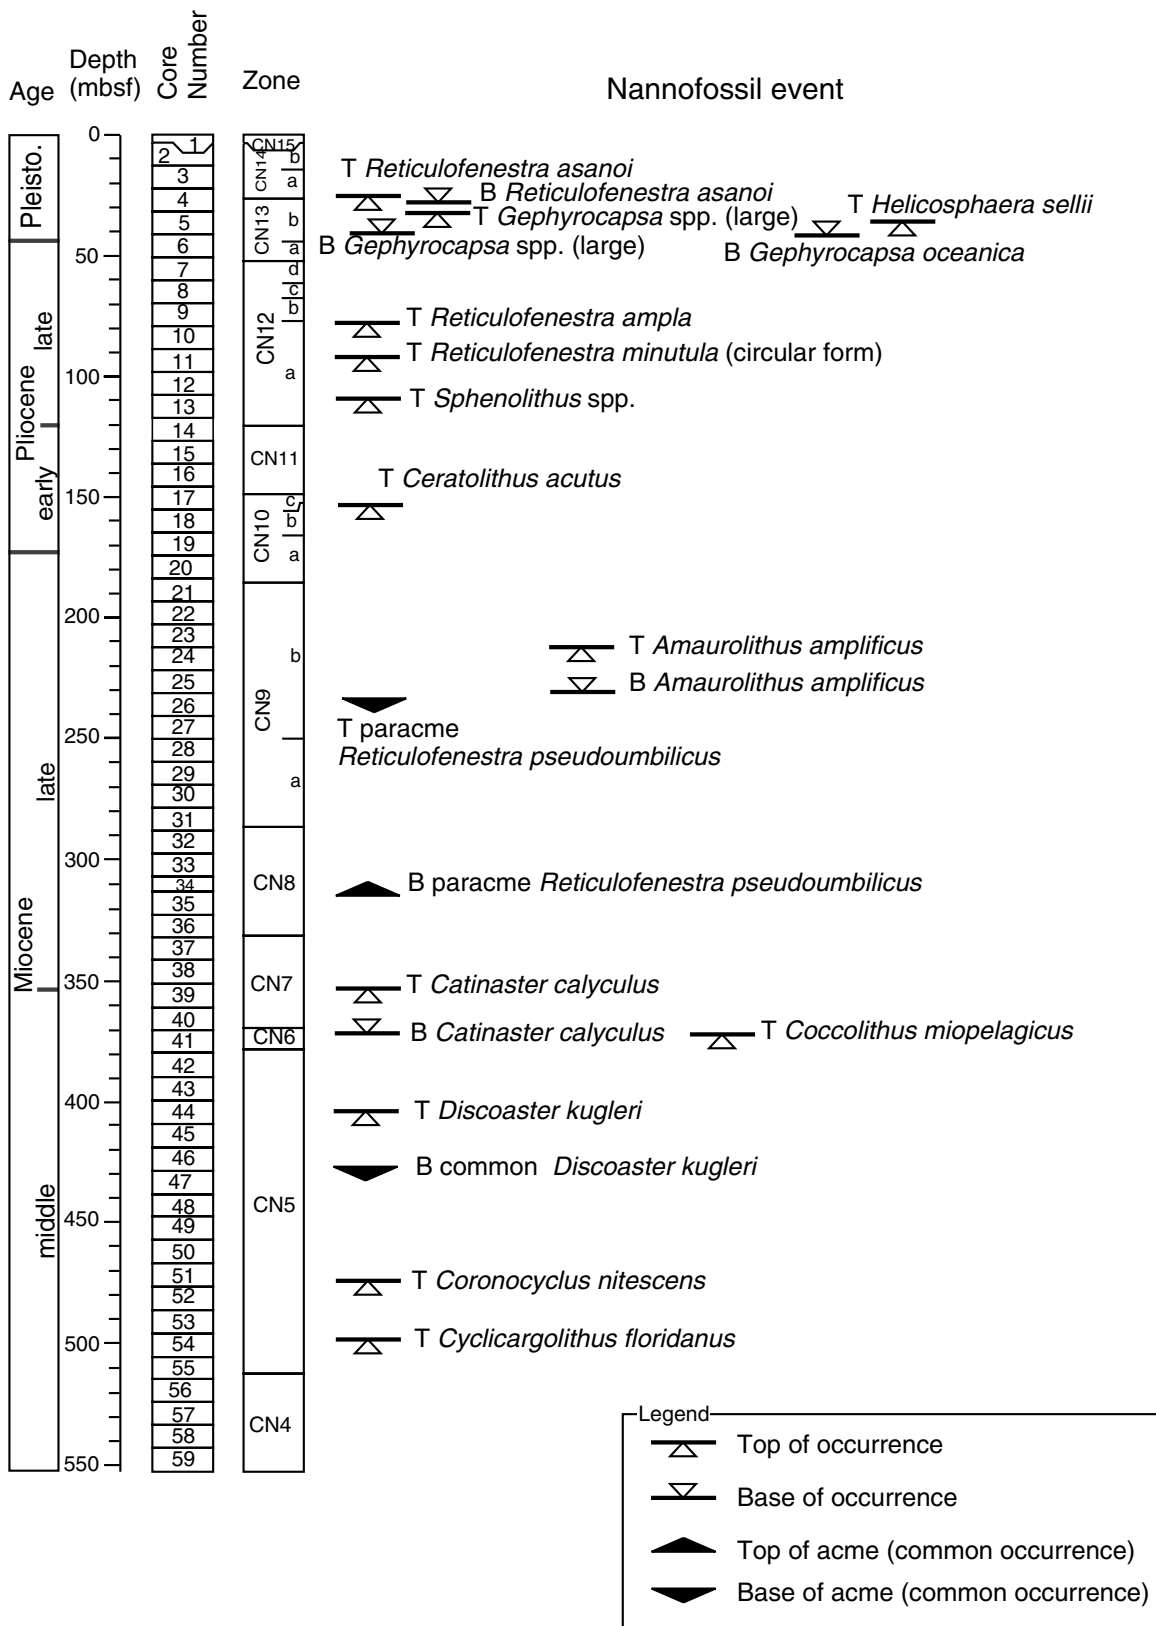 Age
Depth
(mbsf)
Core
Number
Zone
Nannofossil event
Pleisto.
late
Pliocene
early
late
Miocene
middle
0
50
100
150
200
250
300
350
400
450
500
550
1
2
3
4
5
6
7
8
9
10
11
12
13
14
15
16
17
18
19
20
21
22
23
24
25
26
27
28
29
30
31
32
33
34
35
36
37
38
39
40
41
42
43
44
45
46
47
48
49
50
51
52
53
54
55
56
57
58
59
CN15
CN14
b
a
CN13
b
a
CN12
d
c
b
a
CN11
CN10
c
b
a
CN9
b
a
CN8
CN7
CN6
CN5
CN4
T Reticulofenestra asanoi
B Reticulofenestra asanoi
T Gephyrocapsa spp. (large)
T Helicosphaera sellii
B Gephyrocapsa spp. (large)
B Gephyrocapsa oceanica
T Reticulofenestra ampla
T Reticulofenestra minutula (circular form)
T Sphenolithus spp.
T Ceratolithus acutus
T Amaurolithus amplificus
B Amaurolithus amplificus
T paracme
Reticulofenestra pseudoumbilicus
B paracme Reticulofenestra pseudoumbilicus
T Catinaster calyculus
B Catinaster calyculus
T Coccolithus miopelagicus
T Discoaster kugleri
B common Discoaster kugleri
T Coronocyclus nitescens
T Cyclicargolithus floridanus
Legend
Top of occurrence
Base of occurrence
Top of acme (common occurrence)
Base of acme (common occurrence)